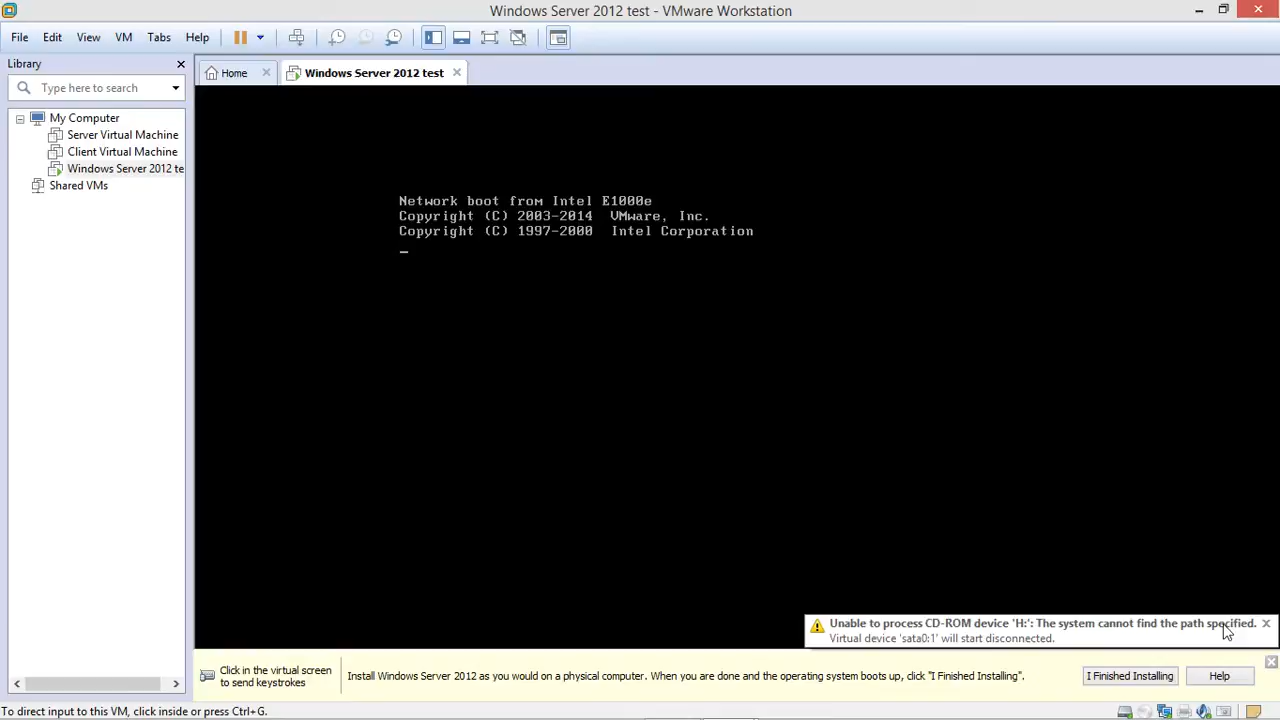 Windows Server 2012 test - VMware Workstation
File Edit View VM Tabs Help
Library
Type here to search
Home
Windows Server 2012 test
My Computer
Server Virtual Machine
Client Virtual Machine
Windows Server 2012 te
Shared VMs
Network boot from Intel E1000e
Copyright (C) 2003-2014 VMware, Inc.
Copyright (C) 1997-2000 Intel Corporation
Unable to process CD-ROM device 'H:': The system cannot find the path specified.
Virtual device 'sata0:1' will start disconnected.
Click in the virtual screen
to send keystrokes
Install Windows Server 2012 as you would on a physical computer. When you are done and the operating system boots up, click "I Finished Installing".
I Finished Installing
Help
To direct input to this VM, click inside or press Ctrl+G.